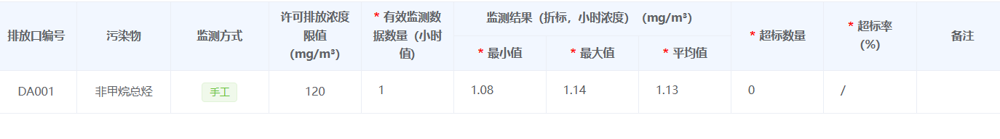 排放口编号
污染物
监测方式
许可排放浓度
限值
(mg/m³)
* 有效监测数
据数量（小时
值）
监测结果（折标，小时浓度）（mg/m³）
* 最小值
* 最大值
* 平均值
* 超标数量
* 超标率
(%)
备注
DA001
非甲烷总烃
手工
120
1
1.08
1.14
1.13
0
/